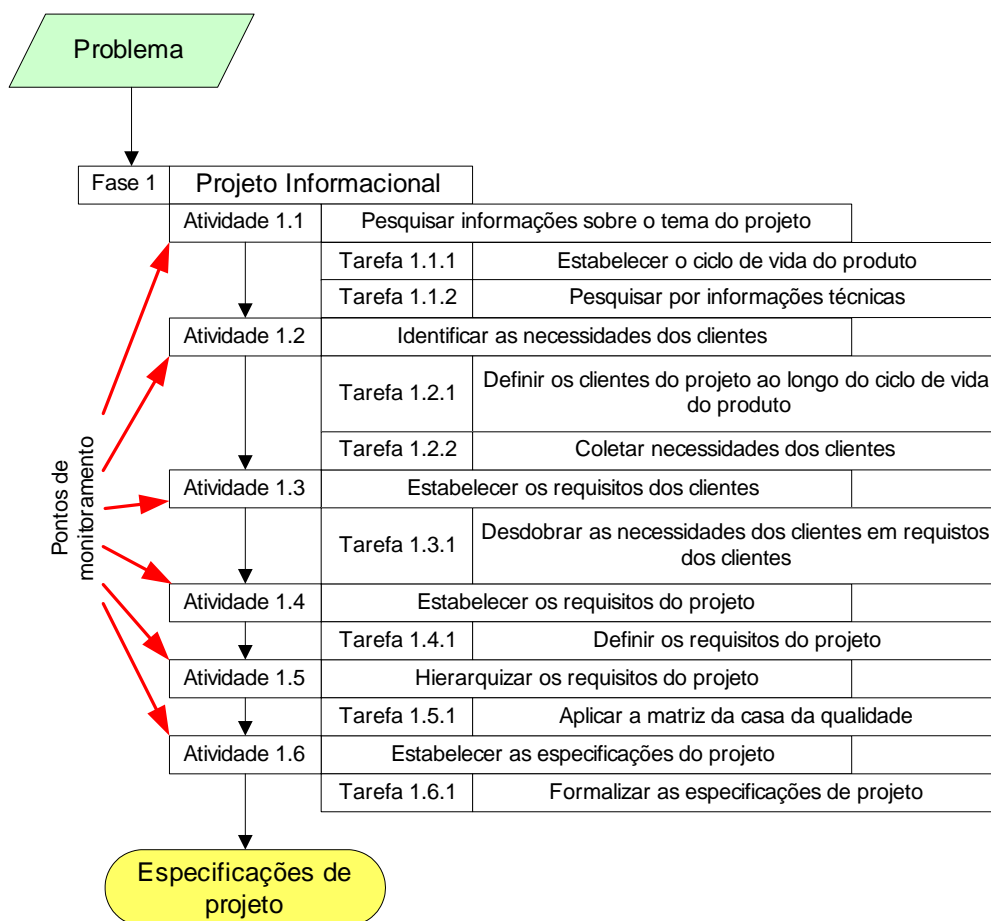 Problema
Fase 1 Projeto Informacional
Atividade 1.1 Pesquisar informações sobre o tema do projeto
Tarefa 1.1.1 Estabelecer o ciclo de vida do produto
Tarefa 1.1.2 Pesquisar por informações técnicas
Atividade 1.2 Identificar as necessidades dos clientes
Tarefa 1.2.1 Definir os clientes do projeto ao longo do ciclo de vida
do produto
Tarefa 1.2.2 Coletar necessidades dos clientes
Atividade 1.3 Estabelecer os requisitos dos clientes
Tarefa 1.3.1 Desdobrar as necessidades dos clientes em requistos
dos clientes
Atividade 1.4 Estabelecer os requisitos do projeto
Tarefa 1.4.1 Definir os requisitos do projeto
Atividade 1.5 Hierarquizar os requisitos do projeto
Tarefa 1.5.1 Aplicar a matriz da casa da qualidade
Atividade 1.6 Estabelecer as especificações do projeto
Tarefa 1.6.1 Formalizar as especificações de projeto
Pontos de
monitoramento
Especificações de
projeto